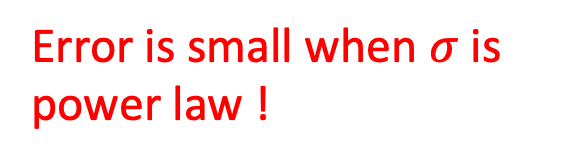 Error is small when σ is
power law !